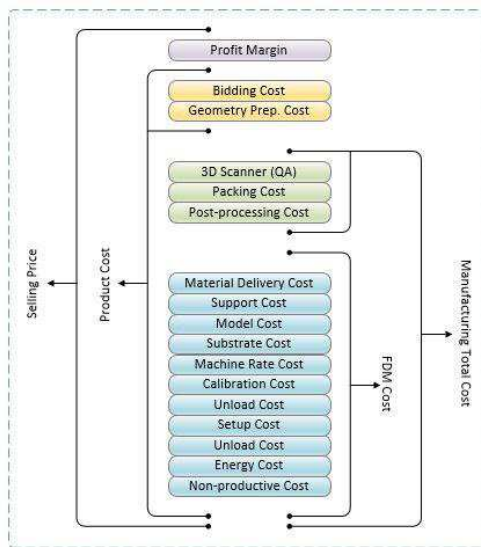 Profit Margin
Bidding Cost
Geometry Prep. Cost
3D Scanner (QA)
Packing Cost
Post-processing Cost
Material Delivery Cost
Support Cost
Model Cost
Substrate Cost
Machine Rate Cost
Calibration Cost
Unload Cost
Setup Cost
Unload Cost
Energy Cost
Non-productive Cost
Selling Price
Product Cost
FDM Cost
Manufacturing Total Cost